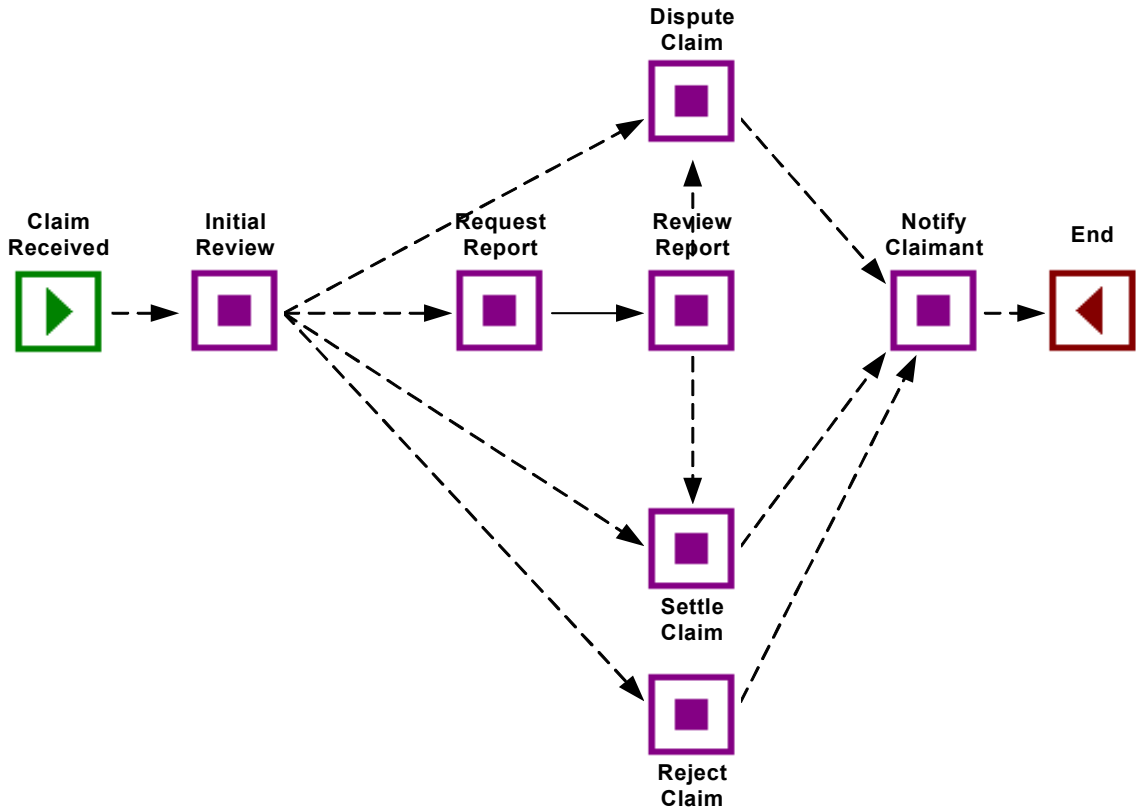 Dispute
Claim
Claim
Received
Initial
Review
Request
Report
Review
Report
Notify
Claimant
End
Settle
Claim
Reject
Claim